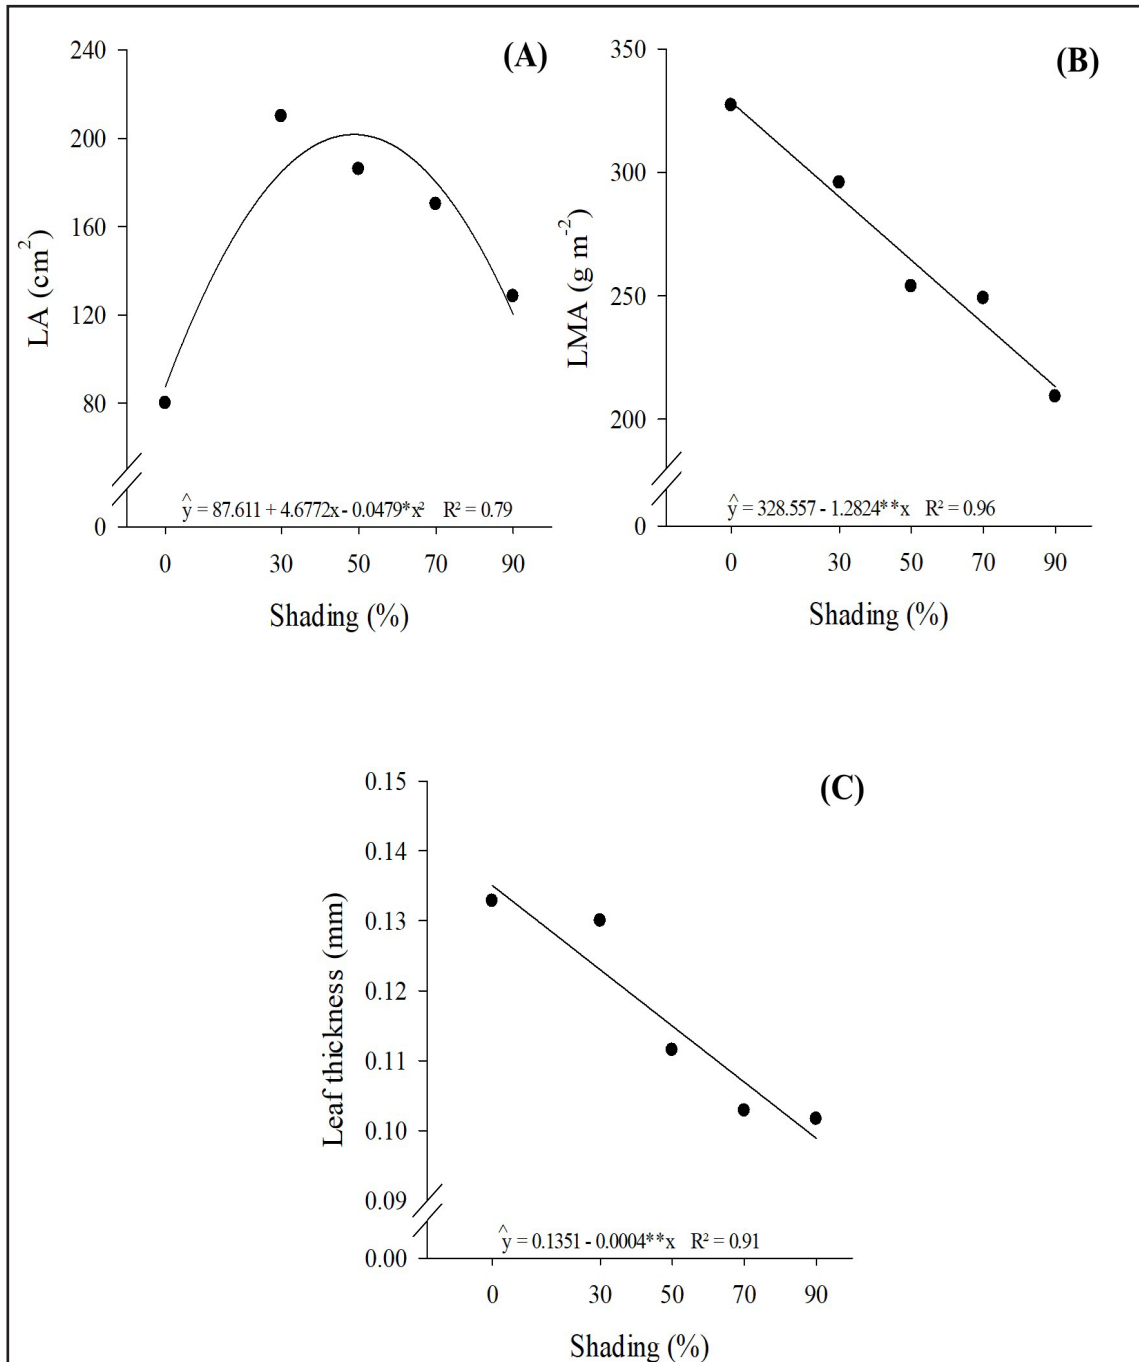 (A)
240
200
160
120
80
0
LA (cm²)
ŷ = 87.611 + 4.6772x - 0.0479*x² R² = 0.79
0 30 50 70 90
Shading (%)
(B)
350
300
250
200
0
LMA (g m⁻²)
ŷ = 328.557 - 1.2824**x R² = 0.96
0 30 50 70 90
Shading (%)
(C)
0.15
0.14
0.13
0.12
0.11
0.10
0.09
0.00
Leaf thickness (mm)
ŷ = 0.1351 - 0.0004**x R² = 0.91
0 30 50 70 90
Shading (%)